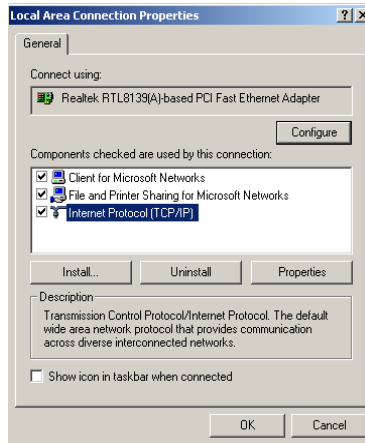 Local Area Connection Properties
General
Connect using:
Realtek RTL8139(A)-based PCI Fast Ethernet Adapter
Configure
Components checked are used by this connection:
Client for Microsoft Networks
File and Printer Sharing for Microsoft Networks
Internet Protocol (TCP/IP)
Install... Uninstall Properties
Description
Transmission Control Protocol/Internet Protocol. The default
wide area network protocol that provides communication
across diverse interconnected networks.
Show icon in taskbar when connected
OK Cancel